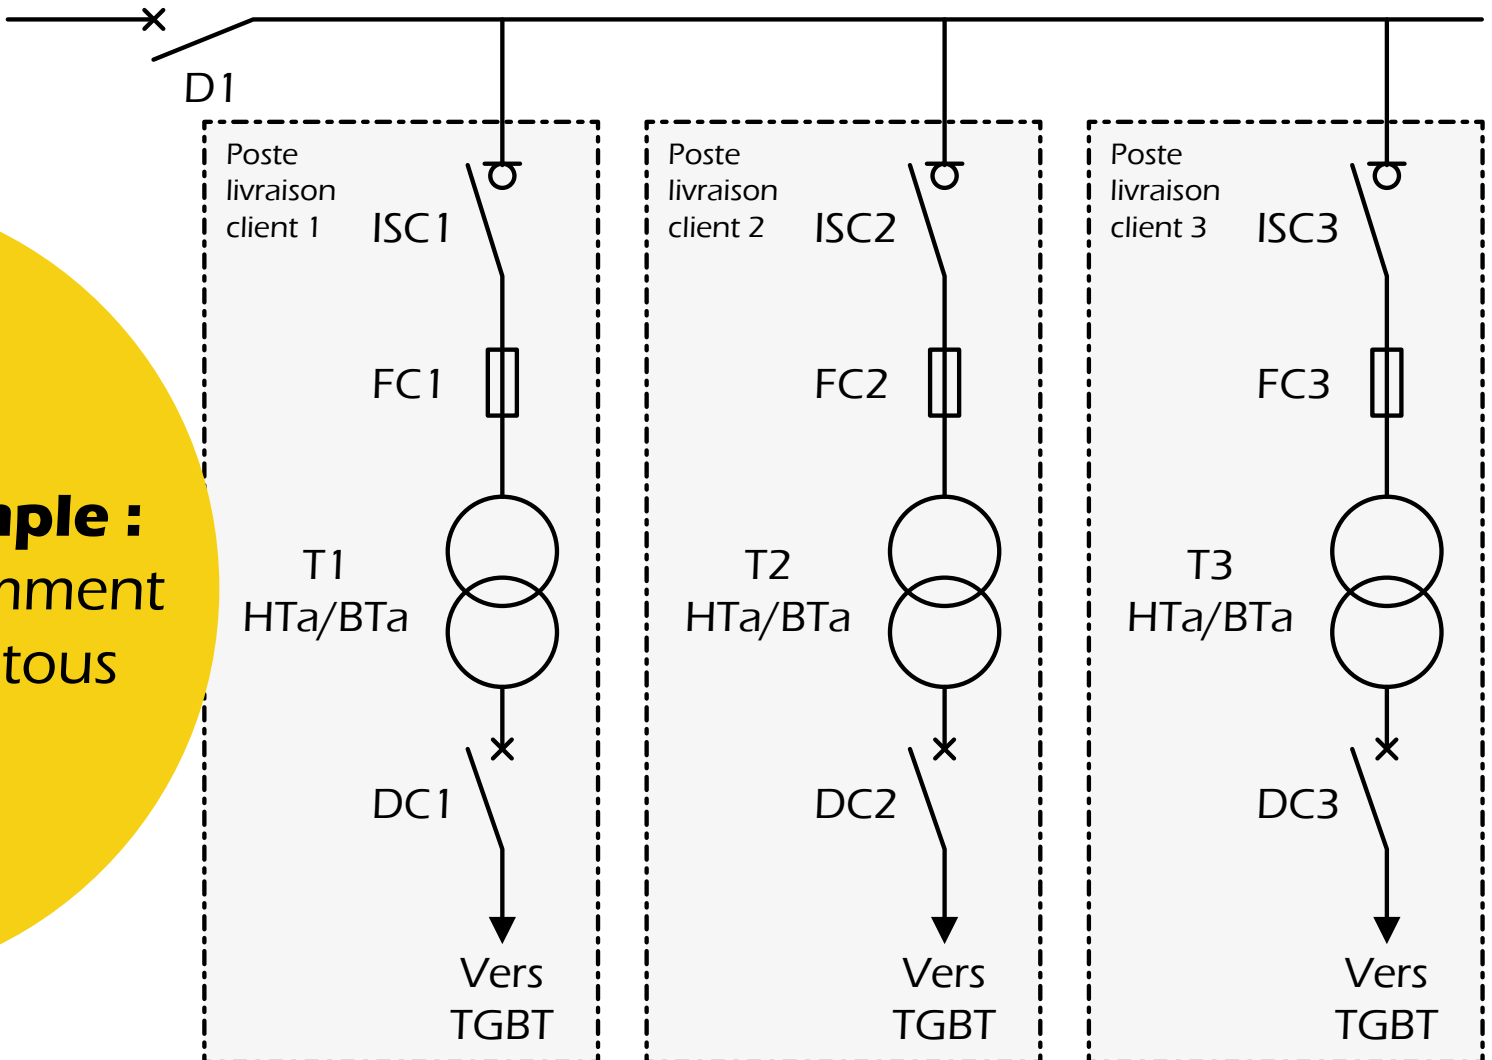 D1
Poste
livraison
client 1
ISC1
FC1
T1
HTa/BTa
DC1
Vers
TGBT
Poste
livraison
client 2
ISC2
FC2
T2
HTa/BTa
DC2
Vers
TGBT
Poste
livraison
client 3
ISC3
FC3
T3
HTa/BTa
DC3
Vers
TGBT
:
tous